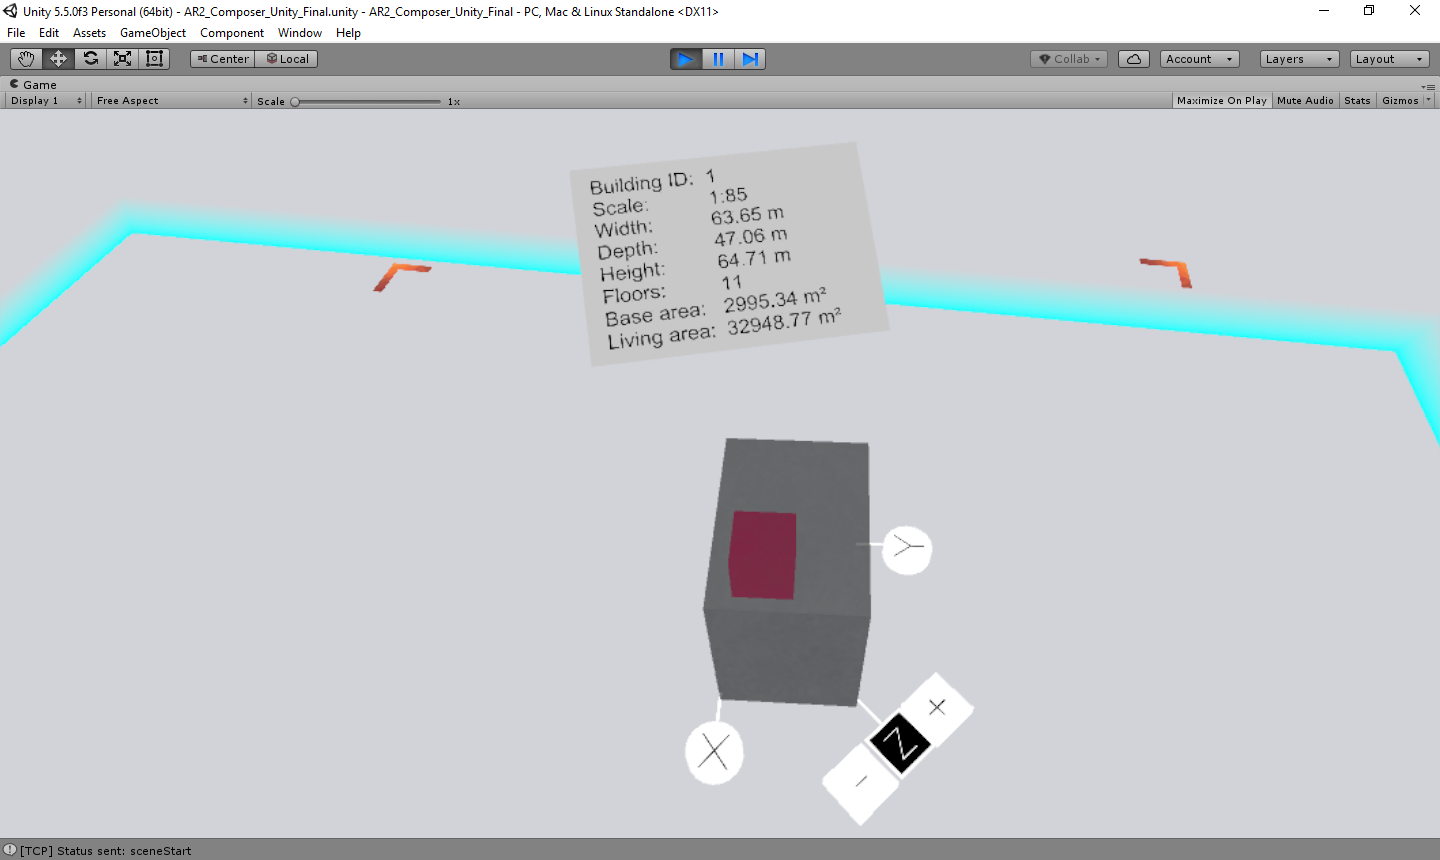 Unity 5.5.0f3 Personal (64bit) - AR2_Composer_Unity_Final.unity - AR2_Composer_Unity_Final - PC, Mac & Linux Standalone <DX11>
File Edit Assets GameObject Component Window Help
Center Local Collab Account Layers Layout
Game
Display 1 Free Aspect Scale 1x Maximize On Play Mute Audio Stats Gizmos
Building ID: 1
Scale: 1:85
Width: 63.65 m
Depth: 47.06 m
Height: 64.71 m
Floors: 11
Base area: 2995.34 m²
Living area: 32948.77 m²
Y
X
Z
[TCP] Status sent: sceneStart